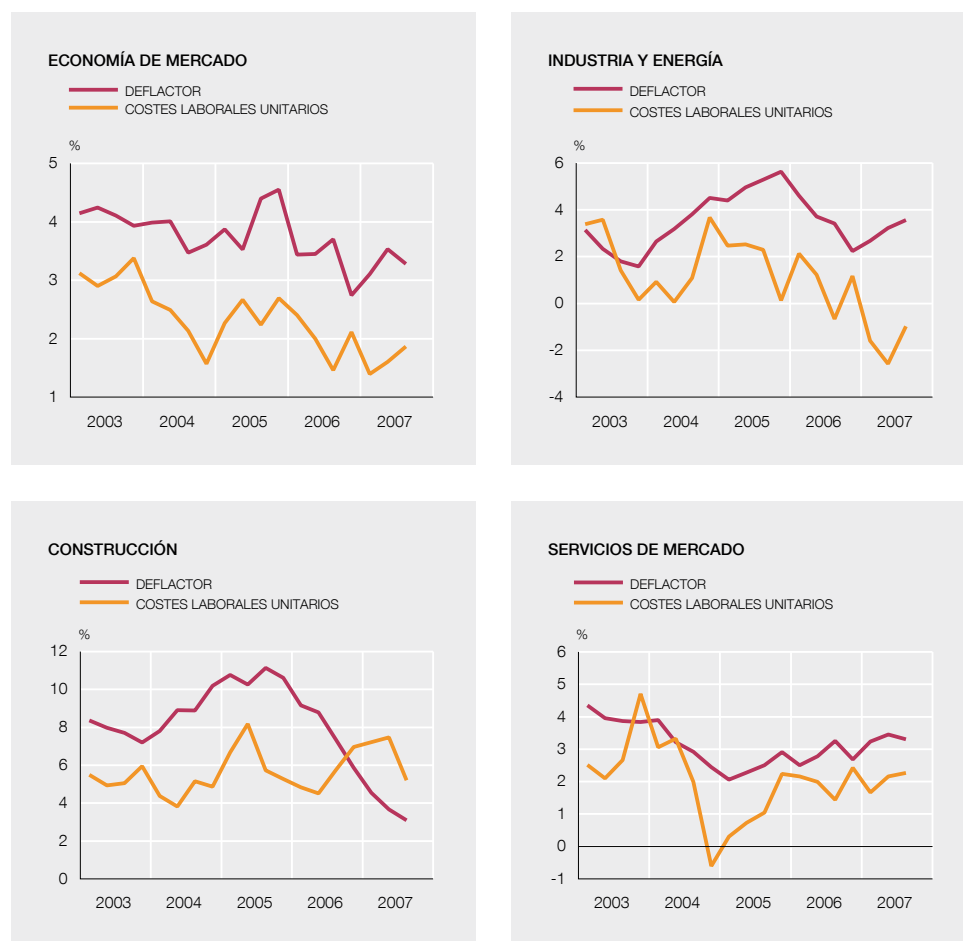 ECONOMÍA DE MERCADO
DEFLACTOR
COSTES LABORALES UNITARIOS
%
5
4
3
2
1
2003 2004 2005 2006 2007
INDUSTRIA Y ENERGÍA
DEFLACTOR
COSTES LABORALES UNITARIOS
%
6
4
2
0
-2
-4
2003 2004 2005 2006 2007
CONSTRUCCIÓN
DEFLACTOR
COSTES LABORALES UNITARIOS
%
12
10
8
6
4
2
0
2003 2004 2005 2006 2007
SERVICIOS DE MERCADO
DEFLACTOR
COSTES LABORALES UNITARIOS
%
6
5
4
3
2
1
0
-1
2003 2004 2005 2006 2007